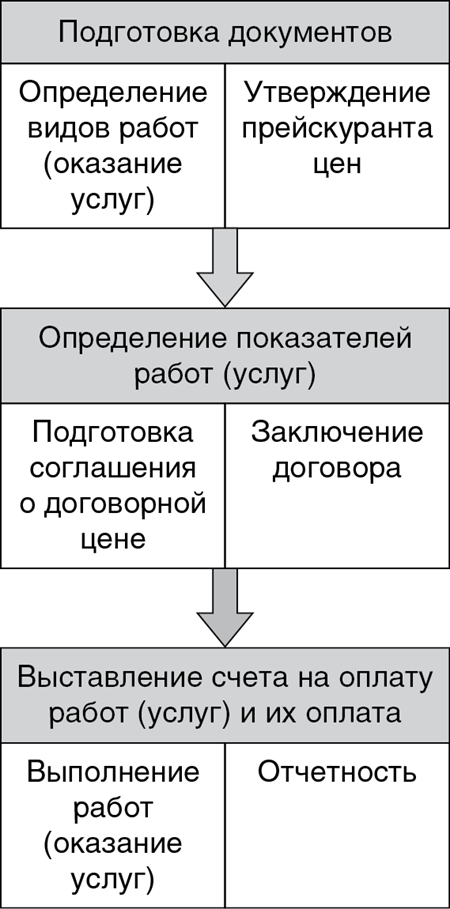 Подготовка документов
Определение
видов работ
(оказание
услуг)
Утверждение
прейскуранта
цен
Определение показателей
работ (услуг)
Подготовка
соглашения
о договорной
цене
Заключение
договора
Выставление счета на оплату
работ (услуг) и их оплата
Выполнение
работ
(оказание
услуг)
Отчетность